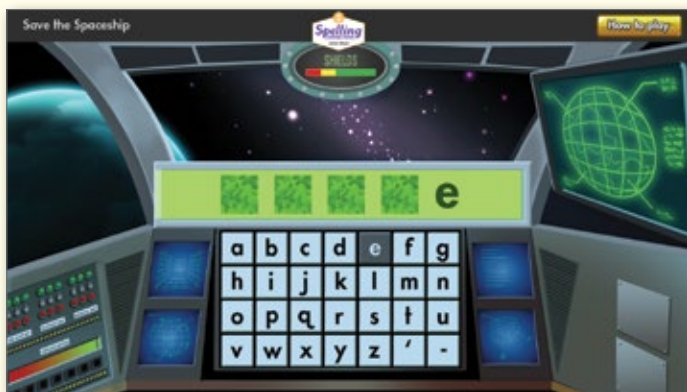 Save the Spaceship
Spelling
How to play
SHIELDS
e
a b c d e f g
h i j k l m n
o p q r s t u
v w x y z ' -